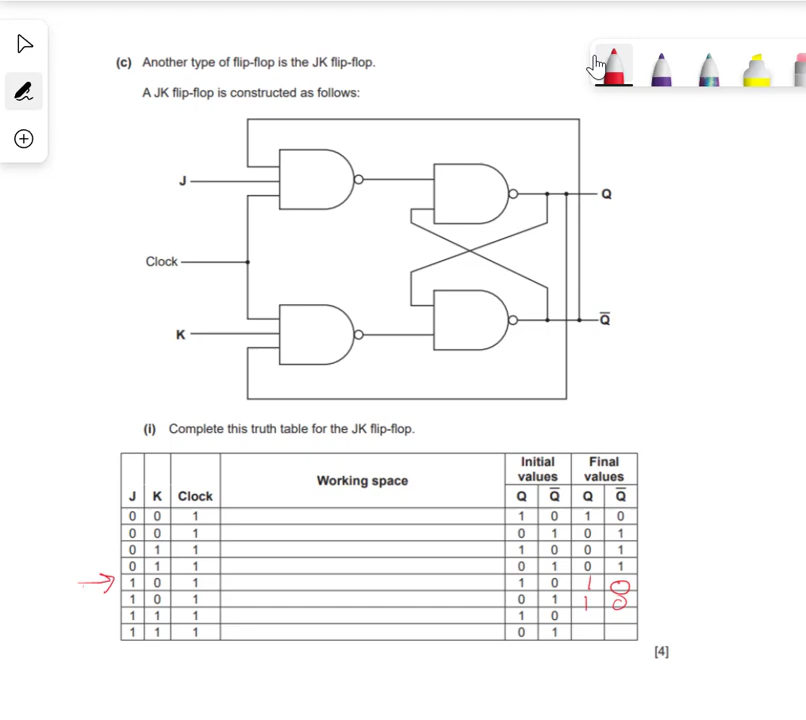 (c) Another type of flip-flop is the JK flip-flop.
A JK flip-flop is constructed as follows:
J
Q
Clock
K
Q̅
(i) Complete this truth table for the JK flip-flop.
Initial values Final values
Working space
J K Clock Q Q̅ Q Q̅
0 0 1 1 0 1 0
0 0 1 0 1 0 1
0 1 1 1 0 0 1
0 1 1 0 1 0 1
1 0 1 1 0 1 0
1 0 1 0 1 1 0
1 1 1 1 0
1 1 1 0 1
[4]